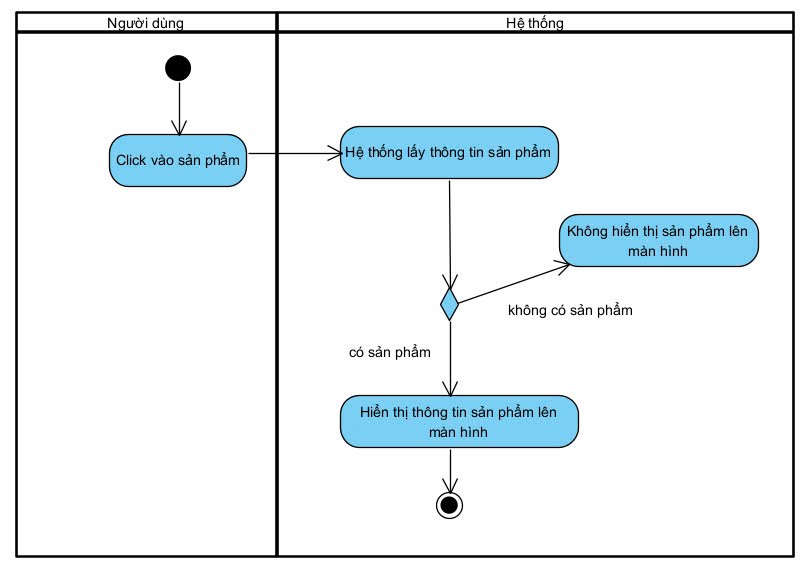 Người dùng
Hệ thống
Click vào sản phẩm
Hệ thống lấy thông tin sản phẩm
Không hiển thị sản phẩm lên
màn hình
không có sản phẩm
có sản phẩm
Hiển thị thông tin sản phẩm lên
màn hình